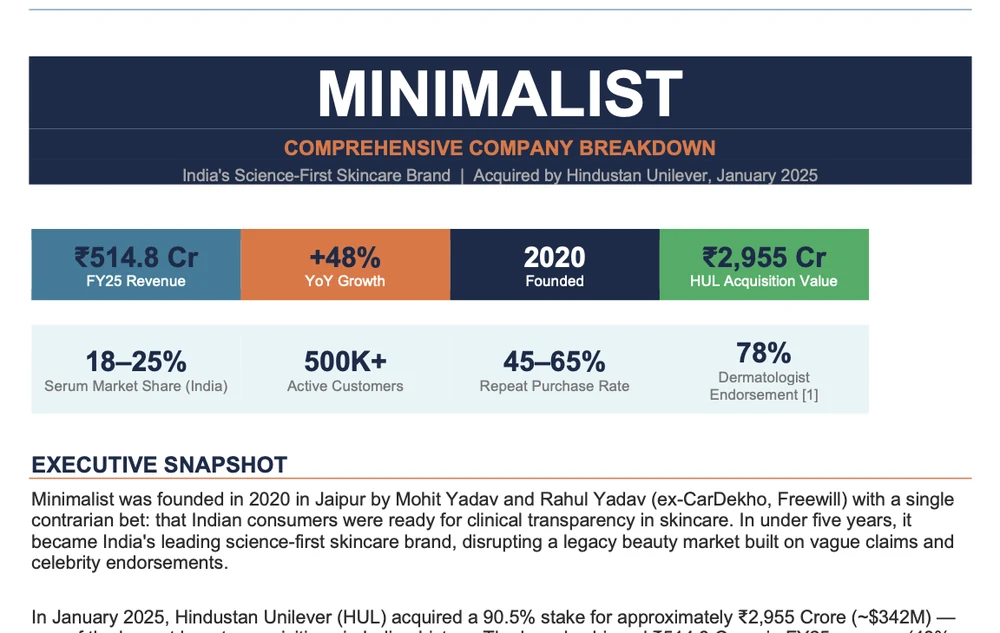 MINIMALIST
COMPREHENSIVE COMPANY BREAKDOWN
India's Science-First Skincare Brand | Acquired by Hindustan Unilever, January 2025
₹514.8 Cr
FY25 Revenue
+48%
YoY Growth
2020
Founded
₹2,955 Cr
HUL Acquisition Value
18–25%
Serum Market Share (India)
500K+
Active Customers
45–65%
Repeat Purchase Rate
78%
Dermatologist
Endorsement [1]
EXECUTIVE SNAPSHOT
Minimalist was founded in 2020 in Jaipur by Mohit Yadav and Rahul Yadav (ex-CarDekho, Freewill) with a single
contrarian bet: that Indian consumers were ready for clinical transparency in skincare. In under five years, it
became India's leading science-first skincare brand, disrupting a legacy beauty market built on vague claims and
celebrity endorsements.
In January 2025, Hindustan Unilever (HUL) acquired a 90.5% stake for approximately ₹2,955 Crore (~$342M) —